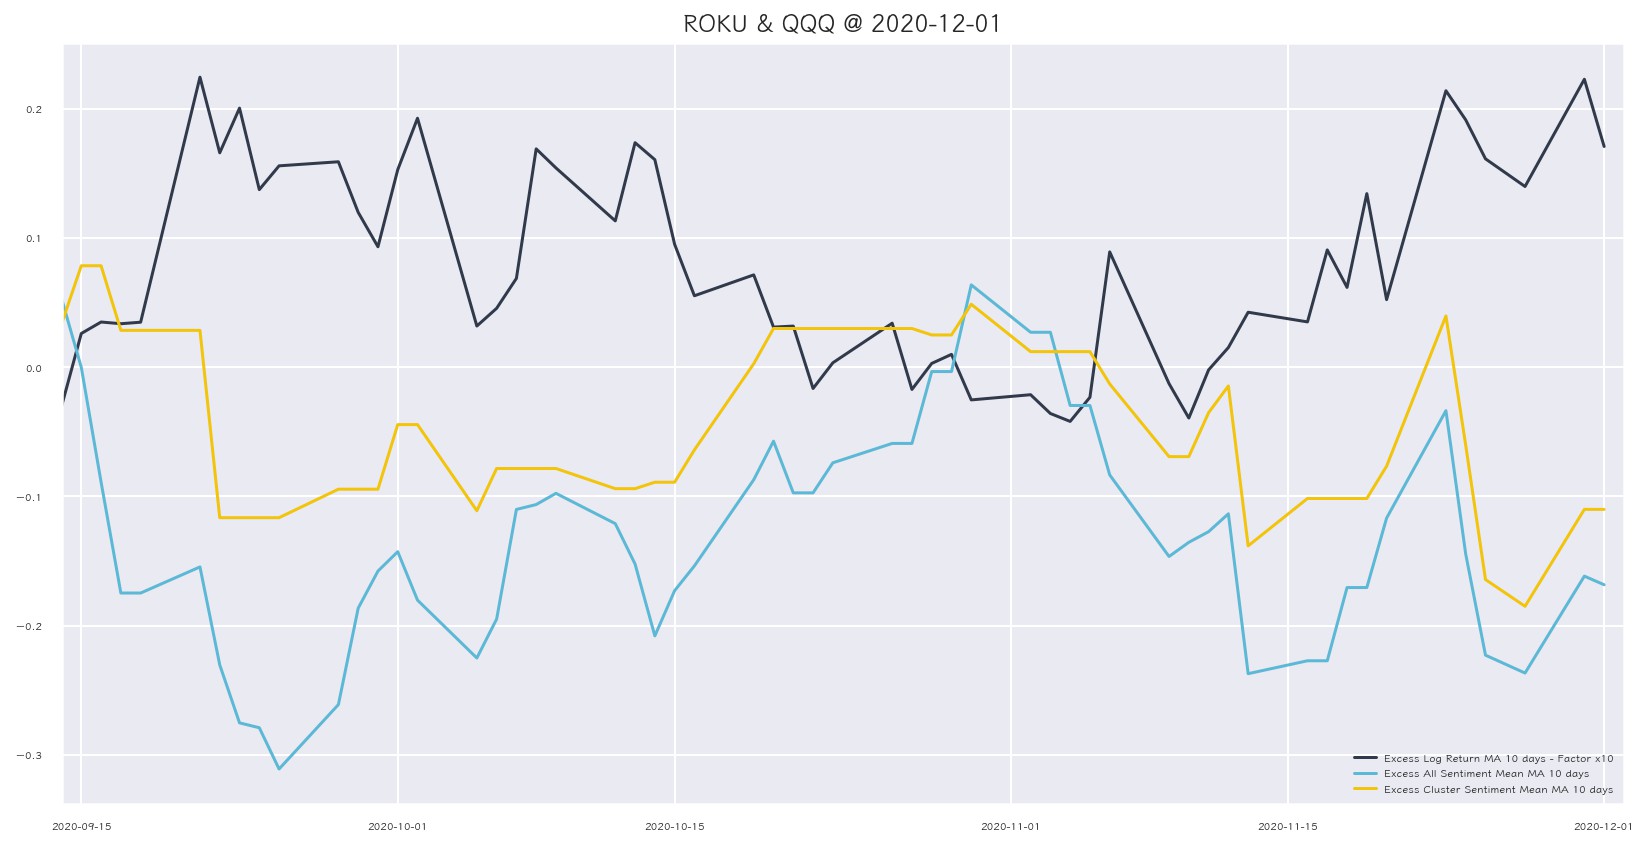 ROKU & QQQ @ 2020-12-01
0.2
0.1
0.0
−0.1
−0.2
−0.3
Excess Log Return MA 10 days - Factor x10
Excess All Sentiment Mean MA 10 days
Excess Cluster Sentiment Mean MA 10 days
2020-09-15 2020-10-01 2020-10-15 2020-11-01 2020-11-15 2020-12-01